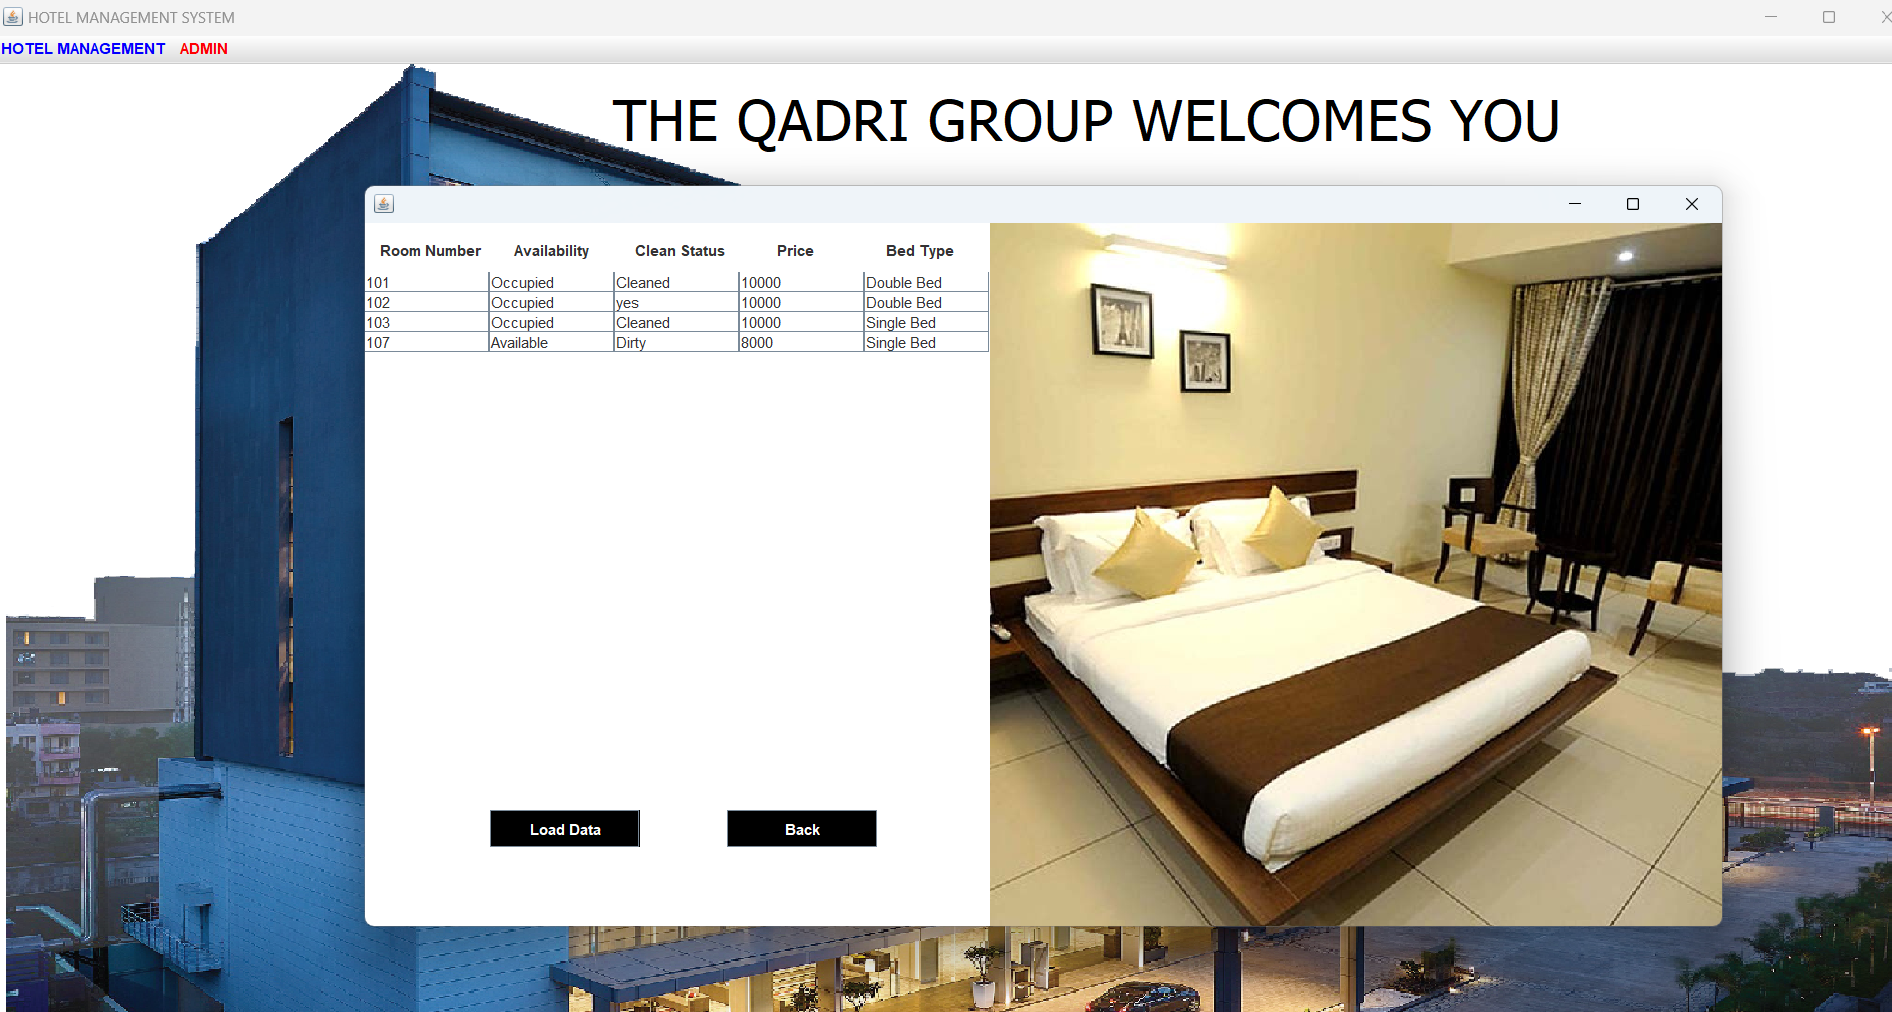 HOTEL MANAGEMENT SYSTEM
HOTEL MANAGEMENT ADMIN
THE QADRI GROUP WELCOMES YOU
Room Number Availability Clean Status Price Bed Type
101 Occupied Cleaned 10000 Double Bed
102 Occupied yes 10000 Double Bed
103 Occupied Cleaned 10000 Single Bed
107 Available Dirty 8000 Single Bed
Load Data Back